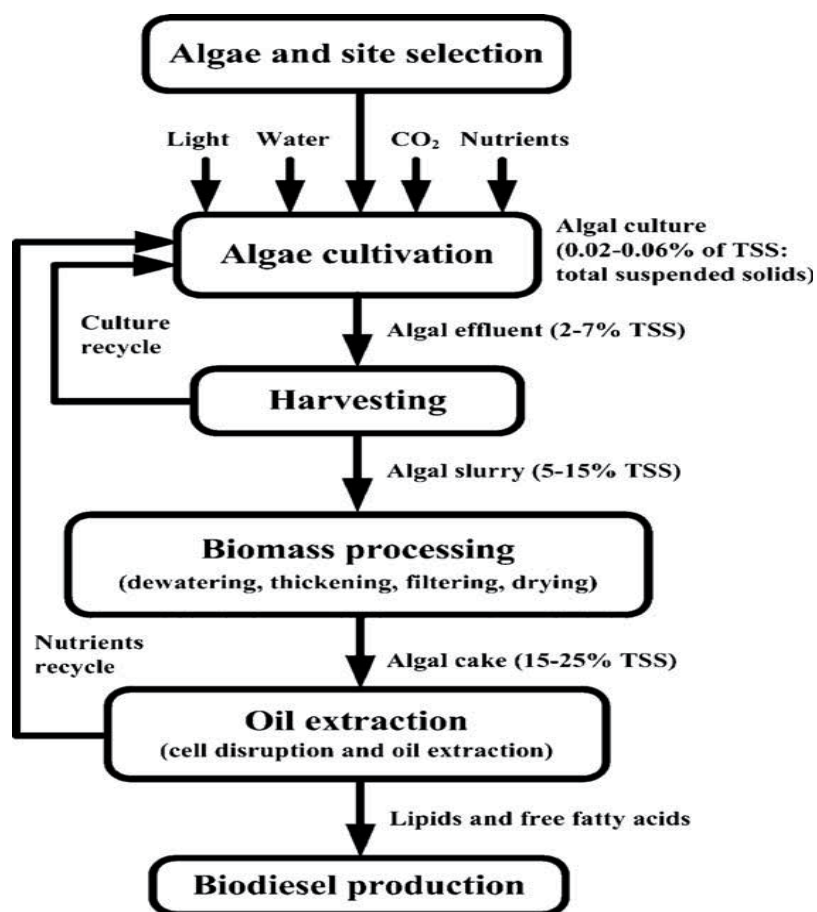 Algae and site selection
Light Water CO₂ Nutrients
Algae cultivation
Algal culture
(0.02-0.06% of TSS:
total suspended solids)
Culture
recycle
Algal effluent (2-7% TSS)
Harvesting
Algal slurry (5-15% TSS)
Biomass processing
(dewatering, thickening, filtering, drying)
Nutrients
recycle
Algal cake (15-25% TSS)
Oil extraction
(cell disruption and oil extraction)
Lipids and free fatty acids
Biodiesel production